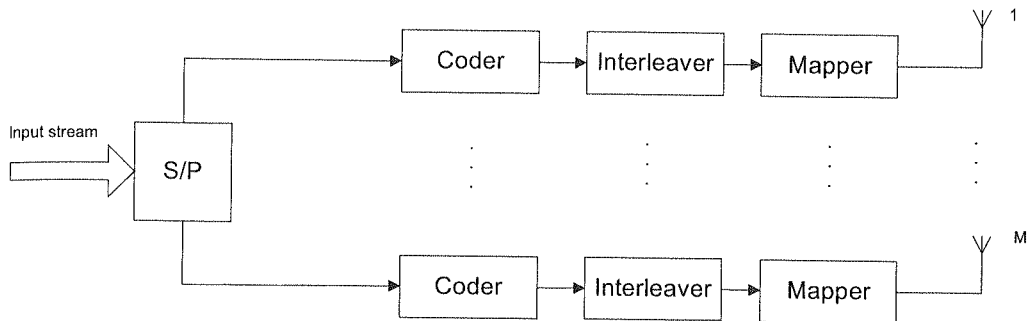 1
Coder
Interleaver
Mapper
Input stream
S/P
M
Coder
Interleaver
Mapper